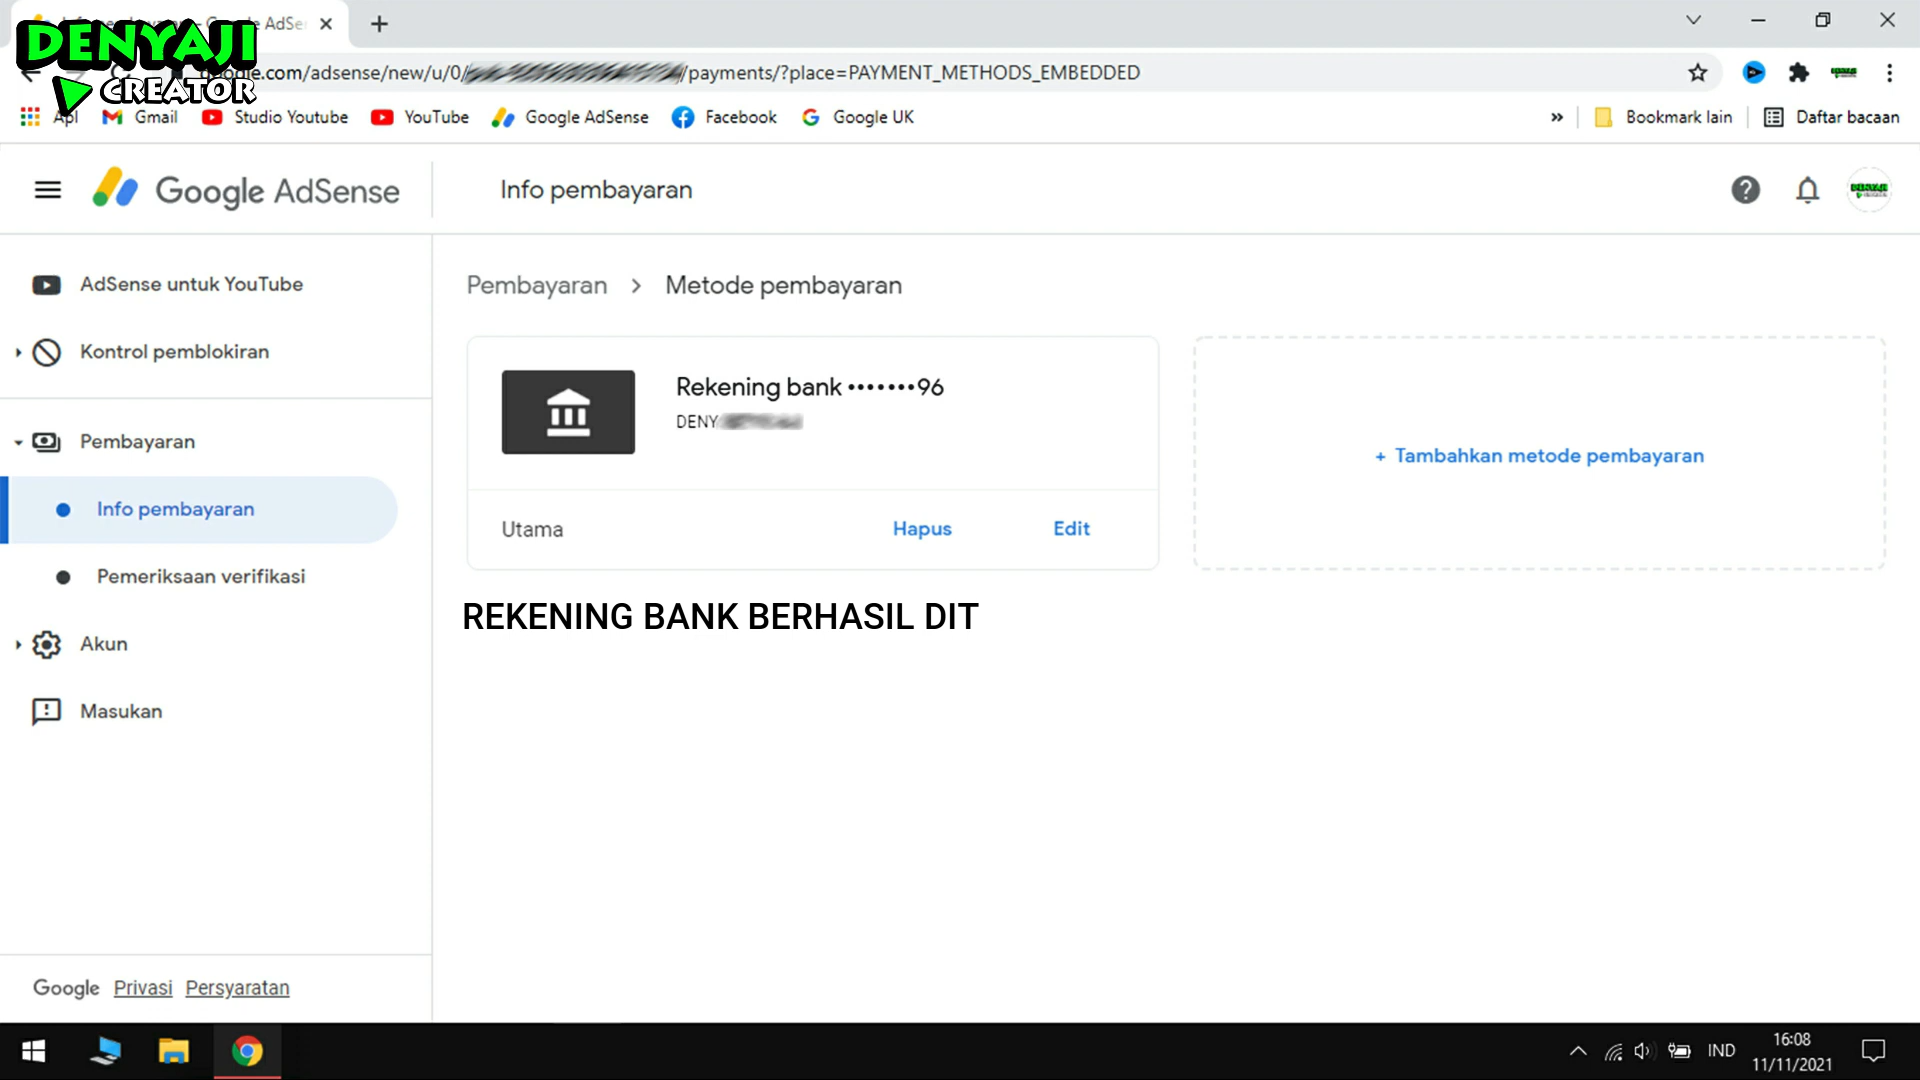 DENYAJI
CREATOR
Google AdSe
google.com/adsense/new/u/0/ /payments/?place=PAYMENT_METHODS_EMBEDDED
Apl Gmail Studio Youtube YouTube Google AdSense Facebook Google UK » Bookmark lain Daftar bacaan
Google AdSense Info pembayaran
AdSense untuk YouTube
Kontrol pemblokiran
Pembayaran
Info pembayaran
Pemeriksaan verifikasi
Akun
Masukan
Pembayaran > Metode pembayaran
Rekening bank •••••••96
DENY
Utama Hapus Edit
+ Tambahkan metode pembayaran
REKENING BANK BERHASIL DIT
Google Privasi Persyaratan
IND
16:08
11/11/2021